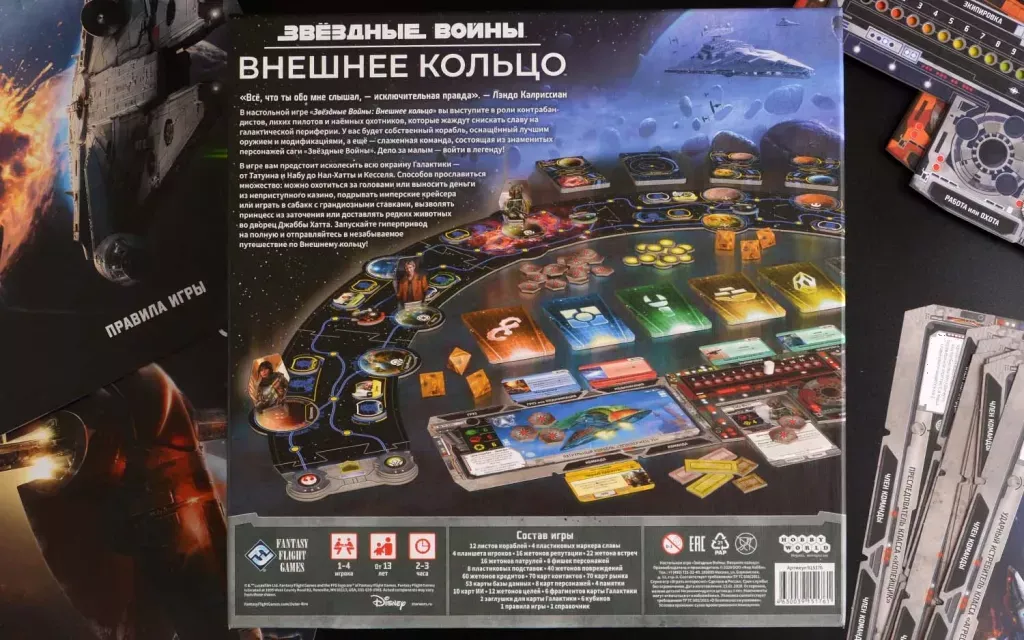 ЗВЁЗДНЫЕ ВОЙНЫ
ВНЕШНЕЕ КОЛЬЦО
«Всё, что ты обо мне слышал, — исключительная правда». — Лэндо Калриссиан
В настольной игре «Звёздные Войны: Внешнее кольцо» вы выступите в роли контрабан-
дистов, лихих пилотов и наёмных охотников, которые жаждут снискать славу на
галактической периферии. У вас будет собственный корабль, оснащённый лучшим
оружием и модификациями, а ещё — слаженная команда, состоящая из знаменитых
персонажей саги «Звёздные Войны». Дело за малым — войти в легенду!
В игре вам предстоит исколесить всю окраину Галактики —
от Татуина и Набу до Нал-Хатты и Кесселя. Способов прославиться
множество: можно охотиться за головами или выносить деньги
из неприступного казино, подрывать имперские крейсера
или играть в сабакк с грандиозными ставками, вызволять
принцесс из заточения или доставлять редких животных
во дворец Джаббы Хатта. Запускайте гиперпривод
на полную и отправляйтесь в незабываемое
путешествие по Внешнему кольцу!
ПРАВИЛА ИГРЫ
ЭКИПИРОВКА
РАБОТА или ОХОТА
ЧЛЕН КОМАНДЫ
ЧЛЕН КОМАНДЫ
ЧЛЕН КОМАНДЫ
ПРЕСЛЕДОВАТЕЛЬ КЛАССА
FANTASY
FLIGHT
GAMES
1–4
игрока
От 13
лет
2–3
часа
Disney
FantasyFlightGames.com
Состав игры
12 листов кораблей • 4 пластиковых маркера славы
4 планшета игроков • 16 жетонов репутации • 22 жетона встреч
16 жетонов патрулей • 6 фишек персонажей
8 пластиковых подставок • 40 жетонов повреждений
60 жетонов кредитов • 70 карт контактов • 70 карт рынка
53 карты базы данных • 8 карт персонажей • 4 памятки
10 карт ИИ • 12 жетонов целей • 6 фрагментов карты Галактики
2 заглушки для карты Галактики • 6 кубиков
1 правила игры • 1 справочник
0-3
EAC
PAP
HOBBY
WORLD